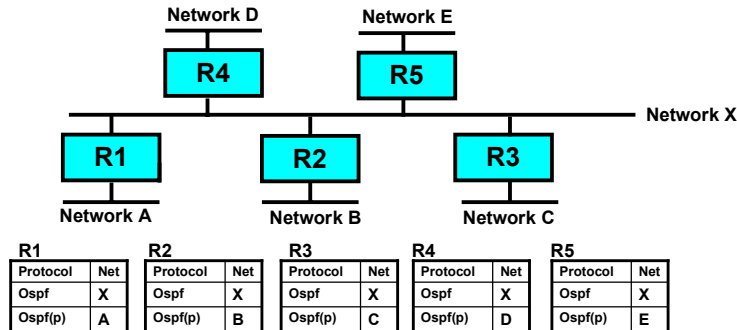 Network D Network E
R4 R5
Network X
R1 R2 R3
Network A Network B Network C
R1 R2 R3 R4 R5
Protocol Net Protocol Net Protocol Net Protocol Net Protocol Net
Ospf X Ospf X Ospf X Ospf X Ospf X
Ospf(p) A Ospf(p) B Ospf(p) C Ospf(p) D Ospf(p) E